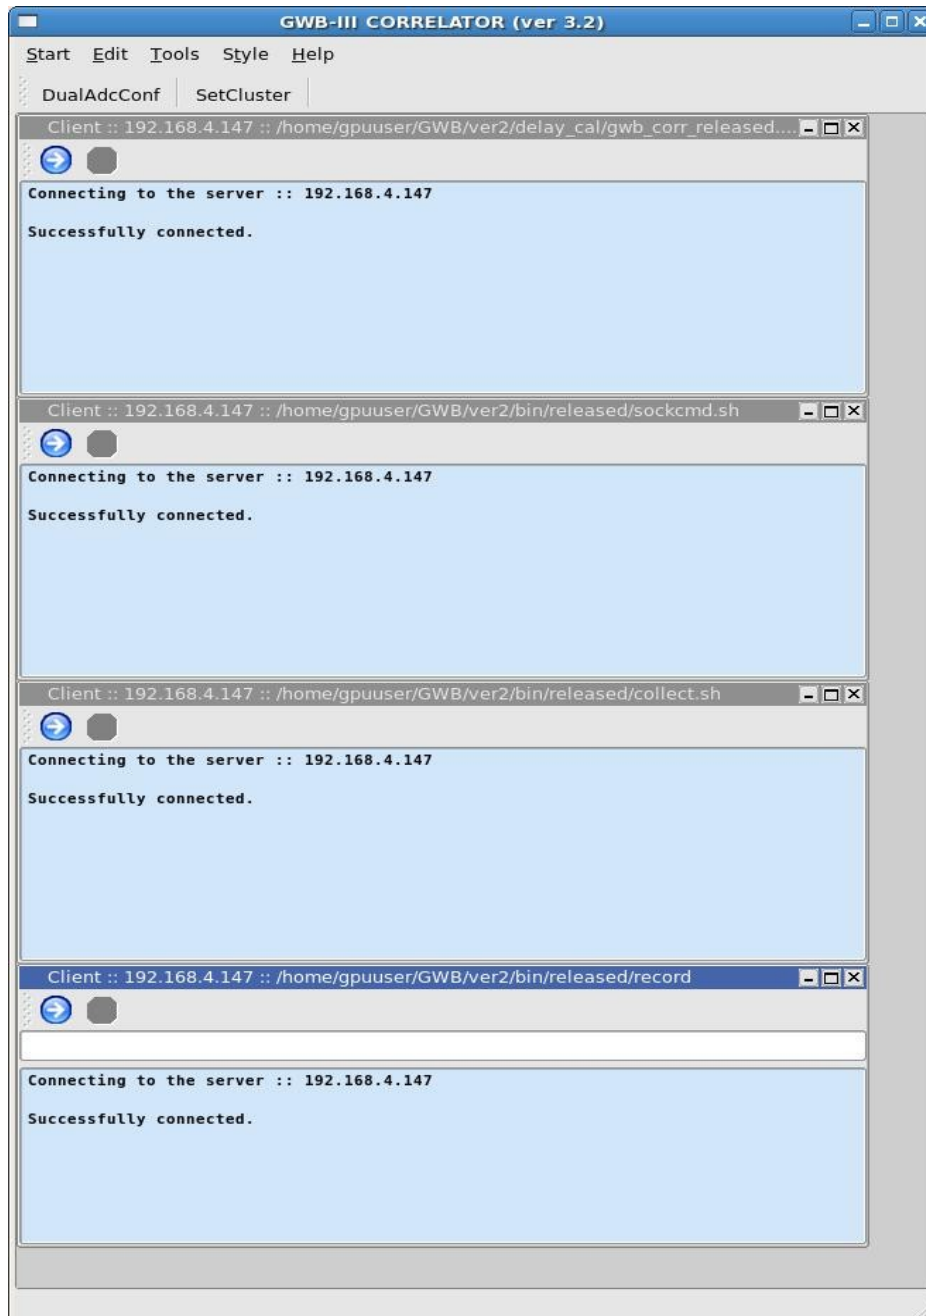 GWB-III CORRELATOR (ver 3.2)
Start Edit Tools Style Help
DualAdcConf SetCluster
Client :: 192.168.4.147 :: /home/gpuuser/GWB/ver2/delay_cal/gwb_corr_released....
Connecting to the server :: 192.168.4.147
Successfully connected.
Client :: 192.168.4.147 :: /home/gpuuser/GWB/ver2/bin/released/sockcmd.sh
Connecting to the server :: 192.168.4.147
Successfully connected.
Client :: 192.168.4.147 :: /home/gpuuser/GWB/ver2/bin/released/collect.sh
Connecting to the server :: 192.168.4.147
Successfully connected.
Client :: 192.168.4.147 :: /home/gpuuser/GWB/ver2/bin/released/record
Connecting to the server :: 192.168.4.147
Successfully connected.